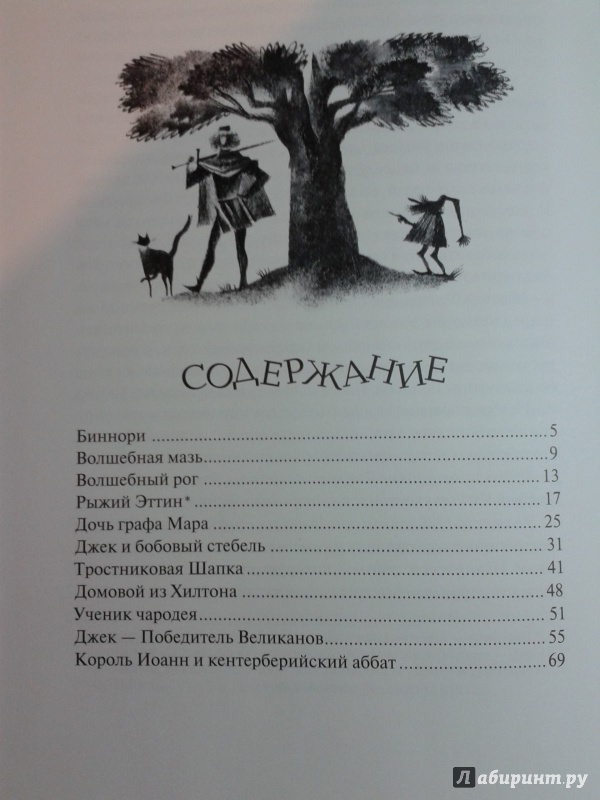 СОДЕРЖАНИЕ
Биннори ........ 5
Волшебная мазь ........ 9
Волшебный рог ........ 13
Рыжий Эттин* ........ 17
Дочь графа Мара ........ 25
Джек и бобовый стебель ........ 31
Тростниковая Шапка ........ 41
Домовой из Хилтона ........ 48
Ученик чародея ........ 51
Джек — Победитель Великанов ........ 55
Король Иоанн и кентерберийский аббат ........ 69
Лабиринт.ру